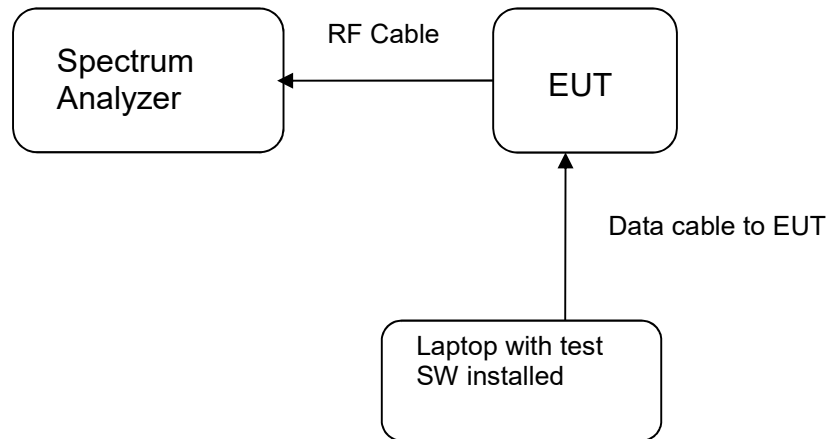 RF Cable
Spectrum
Analyzer
EUT
Data cable to EUT
Laptop with test
SW installed